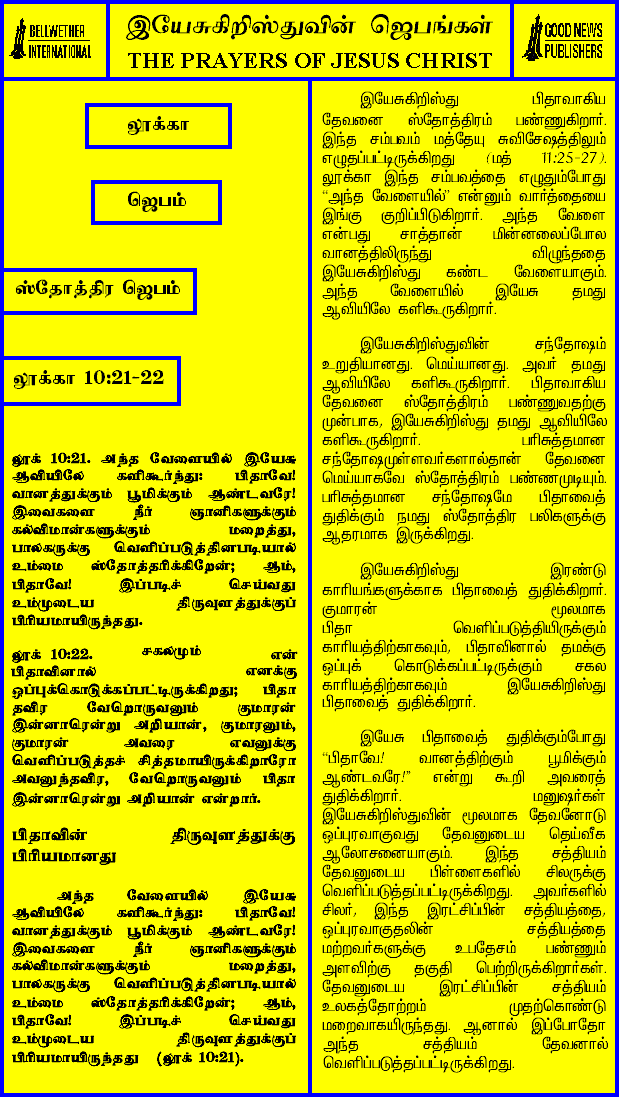 BELLWETHER
INTERNATIONAL
இயேசுகிறிஸ்துவின் ஜெபங்கள்
THE PRAYERS OF JESUS CHRIST
GOOD NEWS
PUBLISHERS
லூக்கா
ஜெபம்
ஸ்தோத்திர ஜெபம்
லூக்கா 10:21-22
லூக் 10:21. அந்த வேளையில் இயேசு
ஆவியிலே களிகூர்ந்து: பிதாவே!
வானத்துக்கும் பூமிக்கும் ஆண்டவரே!
இவைகளை நீர் ஞானிகளுக்கும்
கல்விமான்களுக்கும் மறைத்து,
பாலகருக்கு வெளிப்படுத்தினபடியால்
உம்மை ஸ்தோத்தரிக்கிறேன்; ஆம்,
பிதாவே! இப்படிச் செய்வது
உம்முடைய திருவுளத்துக்குப்
பிரியமாயிருந்தது.
லூக் 10:22. சகலமும் என்
பிதாவினால் எனக்கு
ஒப்புக்கொடுக்கப்பட்டிருக்கிறது; பிதா
தவிர வேறொருவனும் குமாரன்
இன்னாரென்று அறியான், குமாரனும்,
குமாரன் அவரை எவனுக்கு
வெளிப்படுத்தச் சித்தமாயிருக்கிறாரோ
அவனுந்தவிர, வேறொருவனும் பிதா
இன்னாரென்று அறியான் என்றார்.
பிதாவின் திருவுளத்துக்கு
பிரியமானது
அந்த வேளையில் இயேசு
ஆவியிலே களிகூர்ந்து: பிதாவே!
வானத்துக்கும் பூமிக்கும் ஆண்டவரே!
இவைகளை நீர் ஞானிகளுக்கும்
கல்விமான்களுக்கும் மறைத்து,
பாலகருக்கு வெளிப்படுத்தினபடியால்
உம்மை ஸ்தோத்தரிக்கிறேன்; ஆம்,
பிதாவே! இப்படிச் செய்வது
உம்முடைய திருவுளத்துக்குப்
பிரியமாயிருந்தது (லூக் 10:21).
இயேசுகிறிஸ்து பிதாவாகிய
தேவனை ஸ்தோத்திரம் பண்ணுகிறார்.
இந்த சம்பவம் மத்தேயு சுவிசேஷத்திலும்
எழுதப்பட்டிருக்கிறது (மத் 11:25-27).
லூக்கா இந்த சம்பவத்தை எழுதும்போது
“அந்த வேளையில்” என்னும் வார்த்தையை
இங்கு குறிப்பிடுகிறார். அந்த வேளை
என்பது சாத்தான் மின்னலைப்போல
வானத்திலிருந்து விழுந்ததை
இயேசுகிறிஸ்து கண்ட வேளையாகும்.
அந்த வேளையில் இயேசு தமது
ஆவியிலே களிகூருகிறார்.
இயேசுகிறிஸ்துவின் சந்தோஷம்
உறுதியானது. மெய்யானது. அவர் தமது
ஆவியிலே களிகூருகிறார். பிதாவாகிய
தேவனை ஸ்தோத்திரம் பண்ணுவதற்கு
முன்பாக, இயேசுகிறிஸ்து தமது ஆவியிலே
களிகூருகிறார். பரிசுத்தமான
சந்தோஷமுள்ளவர்களால்தான் தேவனை
மெய்யாகவே ஸ்தோத்திரம் பண்ணமுடியும்.
பரிசுத்தமான சந்தோஷமே பிதாவைத்
துதிக்கும் நமது ஸ்தோத்திர பலிகளுக்கு
ஆதரமாக இருக்கிறது.
இயேசுகிறிஸ்து இரண்டு
காரியங்களுக்காக பிதாவைத் துதிக்கிறார்.
குமாரன் மூலமாக
பிதா வெளிப்படுத்தியிருக்கும்
காரியத்திற்காகவும், பிதாவினால் தமக்கு
ஒப்புக் கொடுக்கப்பட்டிருக்கும் சகல
காரியத்திற்காகவும் இயேசுகிறிஸ்து
பிதாவைத் துதிக்கிறார்.
இயேசு பிதாவைத் துதிக்கும்போது
“பிதாவே! வானத்திற்கும் பூமிக்கும்
ஆண்டவரே!” என்று கூறி அவரைத்
துதிக்கிறார். மனுஷர்கள்
இயேசுகிறிஸ்துவின் மூலமாக தேவனோடு
ஒப்புரவாகுவது தேவனுடைய தெய்வீக
ஆலோசனையாகும். இந்த சத்தியம்
தேவனுடைய பிள்ளைகளில் சிலருக்கு
வெளிப்படுத்தப்பட்டிருக்கிறது. அவர்களில்
சிலர், இந்த இரட்சிப்பின் சத்தியத்தை,
ஒப்புரவாகுதலின் சத்தியத்தை
மற்றவர்களுக்கு உபதேசம் பண்ணும்
அளவிற்கு தகுதி பெற்றிருக்கிறார்கள்.
தேவனுடைய இரட்சிப்பின் சத்தியம்
உலகத்தோற்றம் முதற்கொண்டு
மறைவாகயிருந்தது. ஆனால் இப்போதோ
அந்த சத்தியம் தேவனால்
வெளிப்படுத்தப்பட்டிருக்கிறது.